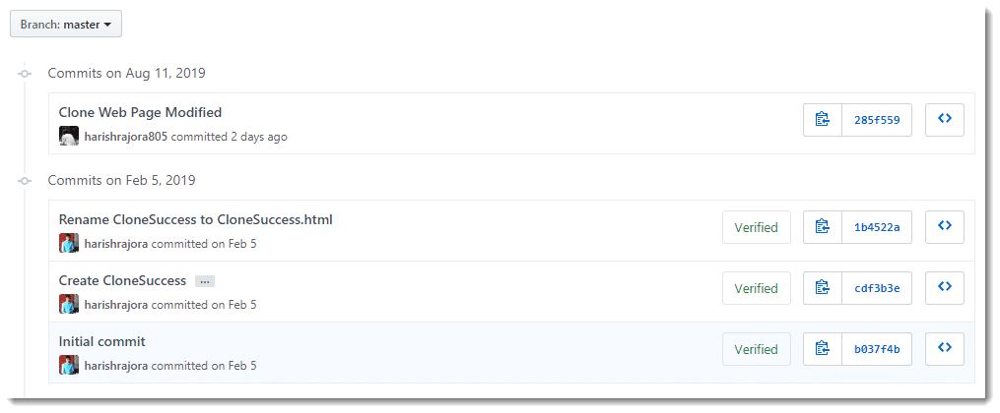 Branch: master
Commits on Aug 11, 2019
Clone Web Page Modified
285f559
harishrajora805 committed 2 days ago
Commits on Feb 5, 2019
Rename CloneSuccess to CloneSuccess.html
Verified 1b4522a
harishrajora committed on Feb 5
Create CloneSuccess ...
Verified cdf3b3e
harishrajora committed on Feb 5
Initial commit
Verified b037f4b
harishrajora committed on Feb 5